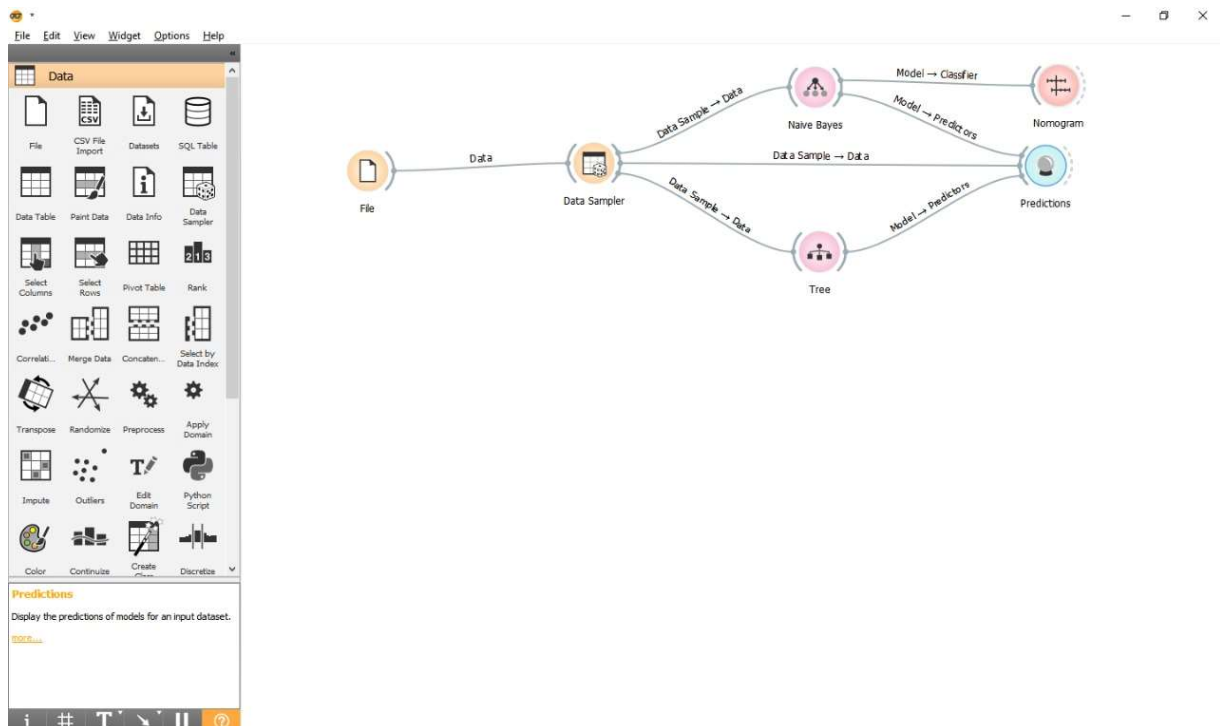 File Edit View Widget Options Help
Data
CSV
File
CSV File
Import
Datasets
SQL Table
Data Table
Paint Data
Data Info
Data
Sampler
213
Select
Columns
Select
Rows
Pivot Table
Rank
Correlati...
Merge Data
Concaten...
Select by
Data Index
Transpose
Randomize
Preprocess
Apply
Domain
Impute
Outliers
Edit
Domain
Python
Script
Color
Continuize
Create
Discretize
Predictions
Display the predictions of models for an input dataset.
more...
File
Data
Data Sampler
Data Sample → Data
Naive Bayes
Model → Classifier
Nomogram
Model → Predictors
Data Sample → Data
Predictions
Data Sample → Data
Tree
Model → Predictors